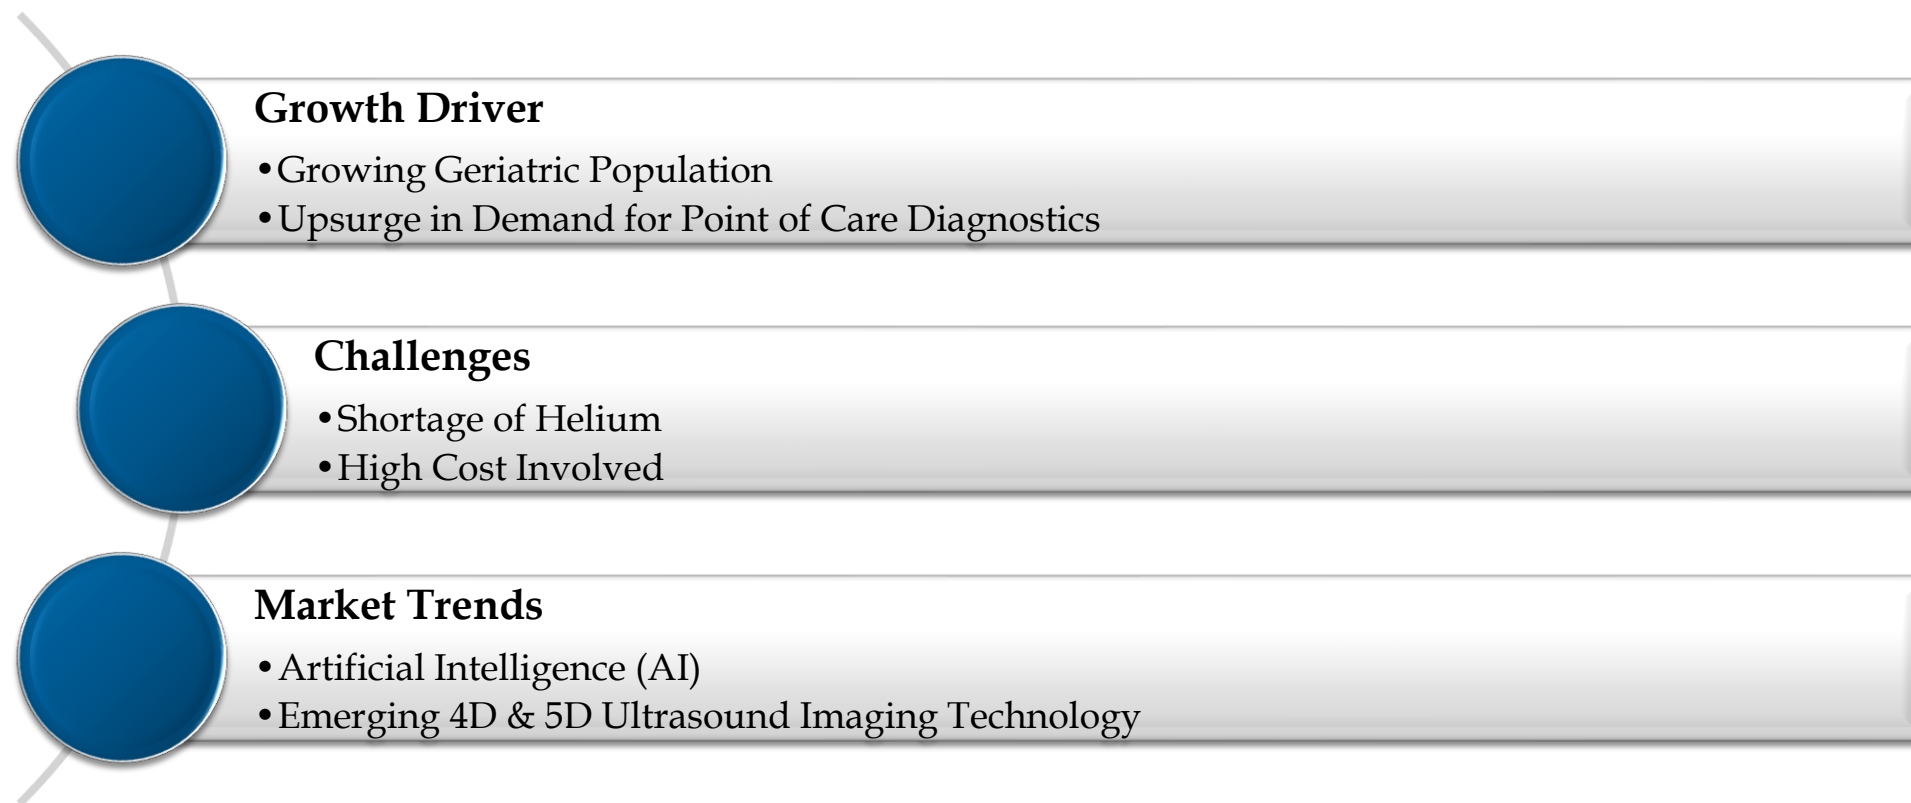 Growth Driver
•Growing Geriatric Population
•Upsurge in Demand for Point of Care Diagnostics
Challenges
•Shortage of Helium
•High Cost Involved
Market Trends
•Artificial Intelligence (AI)
•Emerging 4D & 5D Ultrasound Imaging Technology